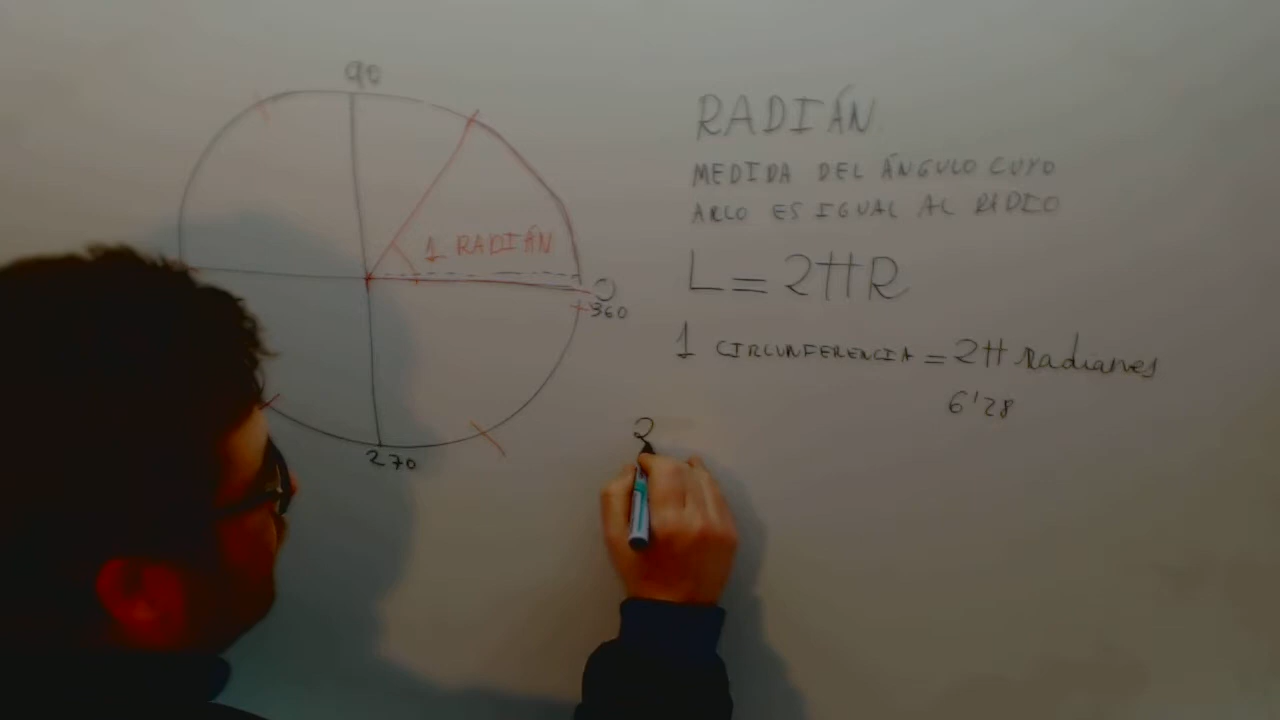 90
RADIÁN
MEDIDA DEL ÁNGULO CUYO
ARCO ES IGUAL AL RADIO
1 RADIÁN
0
360
L = 2πR
1 CIRCUNFERENCIA = 2π radianes
6'28
2
270